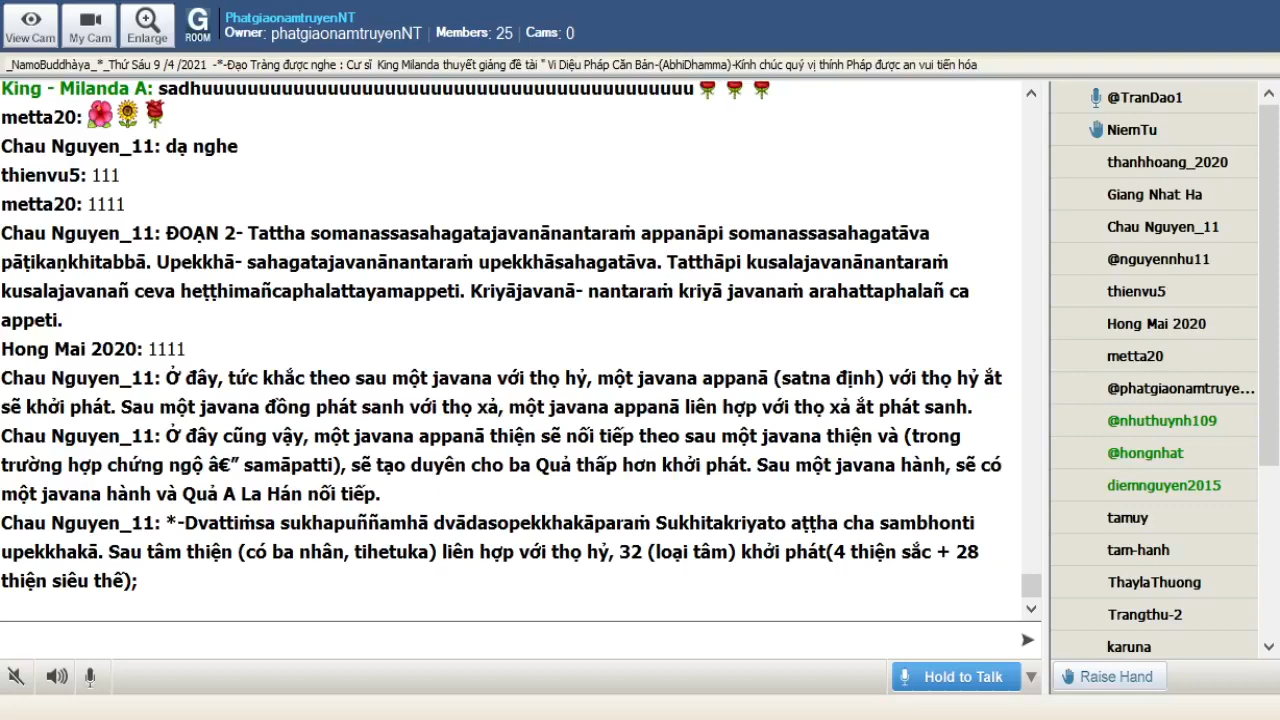 View Cam
My Cam
Enlarge
G
ROOM
PhatgiaonamtruyenNT
Owner: phatgiaonamtruyenNT | Members: 25 | Cams: 0
_NamoBuddhàya_*_Thứ Sáu 9 /4 /2021 -*-Đạo Tràng được nghe : Cư sĩ King Milanda thuyết giảng đề tài " Vi Diệu Pháp Căn Bản-(AbhiDhamma)-Kính chúc quý vị thính Pháp được an vui tiến hóa
King - Milanda A: sadhuuuuuuuuuuuuuuuuuuuuuuuuuuuuuuuuuuuuuuuuuuu
metta20:
Chau Nguyen_11: dạ nghe
thienvu5: 111
metta20: 1111
Chau Nguyen_11: ĐOẠN 2- Tattha somanassasahagatajavanānantaraṁ appanāpi somanassasahagatāva
pāṭikaṇkhitabbā. Upekkhā- sahagatajavanānantaraṁ upekkhāsahagatāva. Tatthāpi kusalajavanānantaraṁ
kusalajavanañ ceva heṭṭhimañcaphalattayamappeti. Kriyājavanā- nantaraṁ kriyā javanaṁ arahattaphalañ ca
appeti.
Hong Mai 2020: 1111
Chau Nguyen_11: Ở đây, tức khắc theo sau một javana với thọ hỷ, một javana appanā (satna định) với thọ hỷ ắt
sẽ khởi phát. Sau một javana đồng phát sanh với thọ xả, một javana appanā liên hợp với thọ xả ắt phát sanh.
Chau Nguyen_11: Ở đây cũng vậy, một javana appanā thiện sẽ nối tiếp theo sau một javana thiện và (trong
trường hợp chứng ngộ â€” samāpatti), sẽ tạo duyên cho ba Quả thấp hơn khởi phát. Sau một javana hành, sẽ có
một javana hành và Quả A La Hán nối tiếp.
Chau Nguyen_11: *-Dvattiṁsa sukhapuññamhā dvādasopekkhakāparaṁ Sukhitakriyato aṭṭha cha sambhonti
upekkhakā. Sau tâm thiện (có ba nhân, tihetuka) liên hợp với thọ hỷ, 32 (loại tâm) khởi phát(4 thiện sắc + 28
thiện siêu thế);
@TranDao1
NiemTu
thanhhoang_2020
Giang Nhat Ha
Chau Nguyen_11
@nguyennhu11
thienvu5
Hong Mai 2020
metta20
@phatgiaonamtruye...
@nhuthuynh109
@hongnhat
diemnguyen2015
tamuy
tam-hanh
ThaylaThuong
Trangthu-2
karuna
Hold to Talk
Raise Hand